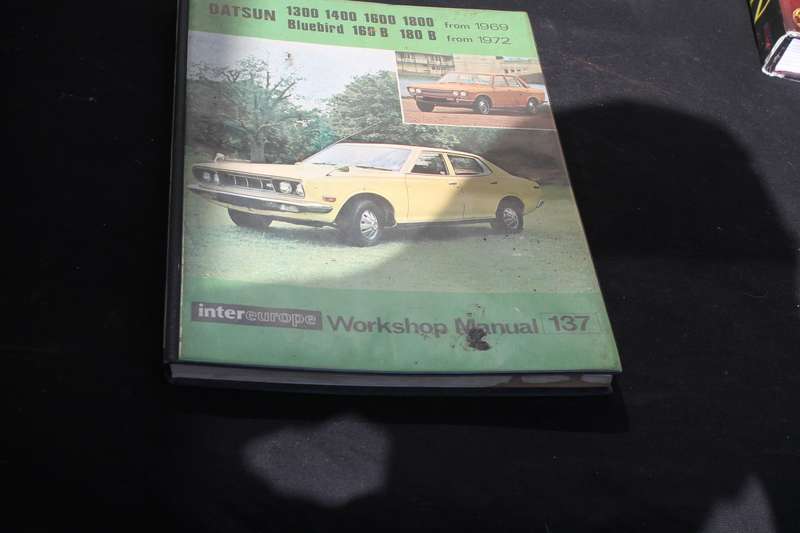 DATSUN 1300 1400 1600 1800 from 1969
Bluebird 160 B 180 B from 1972
intereurope Workshop Manual 137